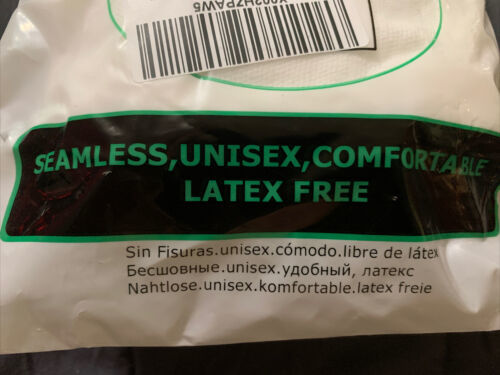 X002HZPAW5
SEAMLESS,UNISEX,COMFORTABLE
LATEX FREE
Sin Fisuras.unisex.cómodo.libre de látex
Бесшовные.unisex.удобный, латекс
Nahtlose.unisex.komfortable.latex freie